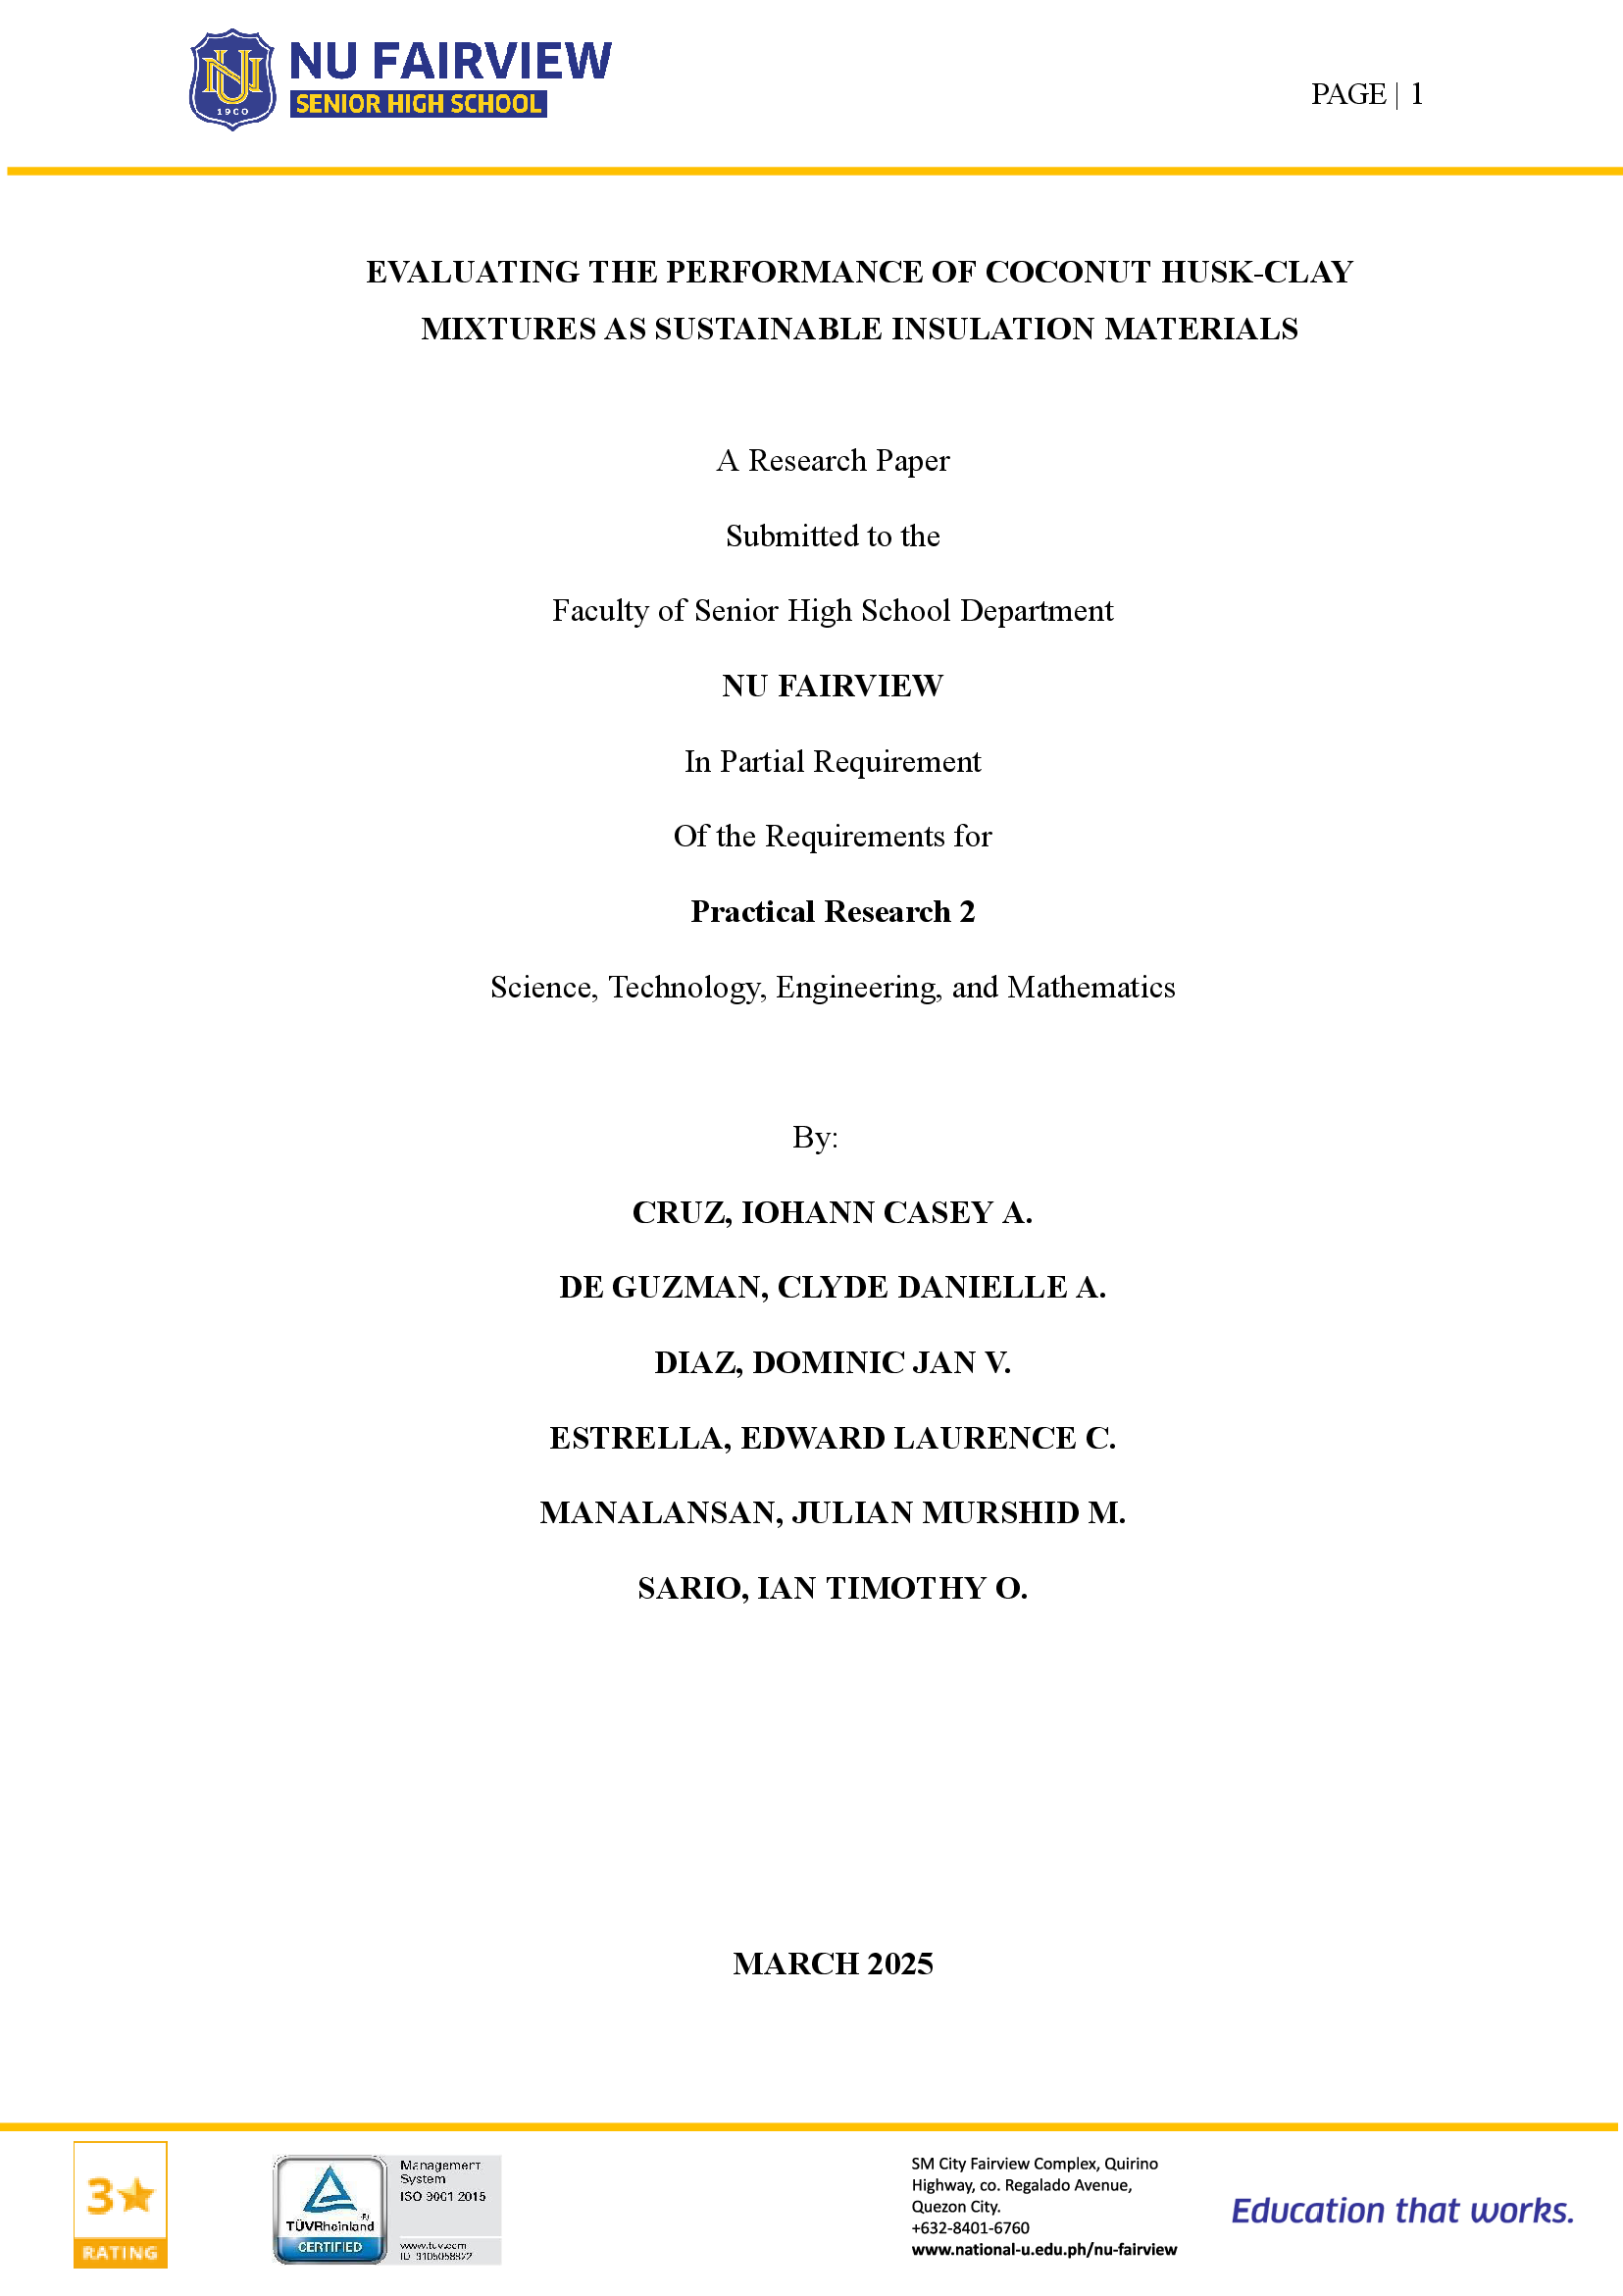 NU FAIRVIEW
SENIOR HIGH SCHOOL
1900
PAGE | 1
EVALUATING THE PERFORMANCE OF COCONUT HUSK-CLAY
MIXTURES AS SUSTAINABLE INSULATION MATERIALS
A Research Paper
Submitted to the
Faculty of Senior High School Department
NU FAIRVIEW
In Partial Requirement
Of the Requirements for
Practical Research 2
Science, Technology, Engineering, and Mathematics
By:
CRUZ, IOHANN CASEY A.
DE GUZMAN, CLYDE DANIELLE A.
DIAZ, DOMINIC JAN V.
ESTRELLA, EDWARD LAURENCE C.
MANALANSAN, JULIAN MURSHID M.
SARIO, IAN TIMOTHY O.
MARCH 2025
3
RATING
TÜVRheinland
CERTIFIED
Management
System
ISO 9001 2015
www.tuv.com
ID
SM City Fairview Complex, Quirino
Highway, co. Regalado Avenue,
Quezon City.
+632-8401-6760
www.national-u.edu.ph/nu-fairview
Education that works.